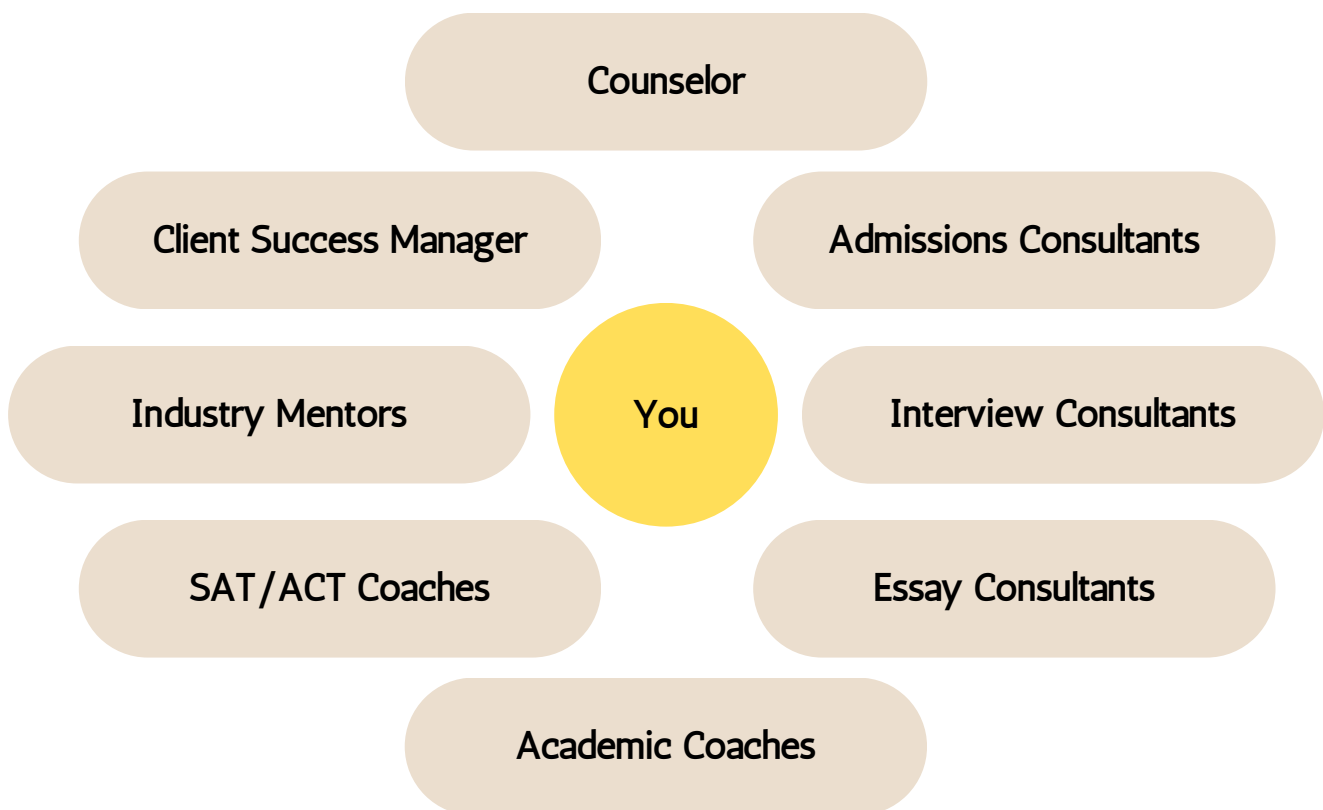 Counselor
Client Success Manager
Admissions Consultants
Industry Mentors
You
Interview Consultants
SAT/ACT Coaches
Essay Consultants
Academic Coaches